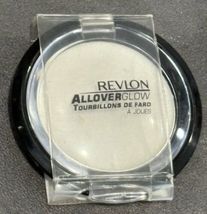 REVLON
ALLOVERGLOW
TOURBILLONS DE FARD
À JOUES